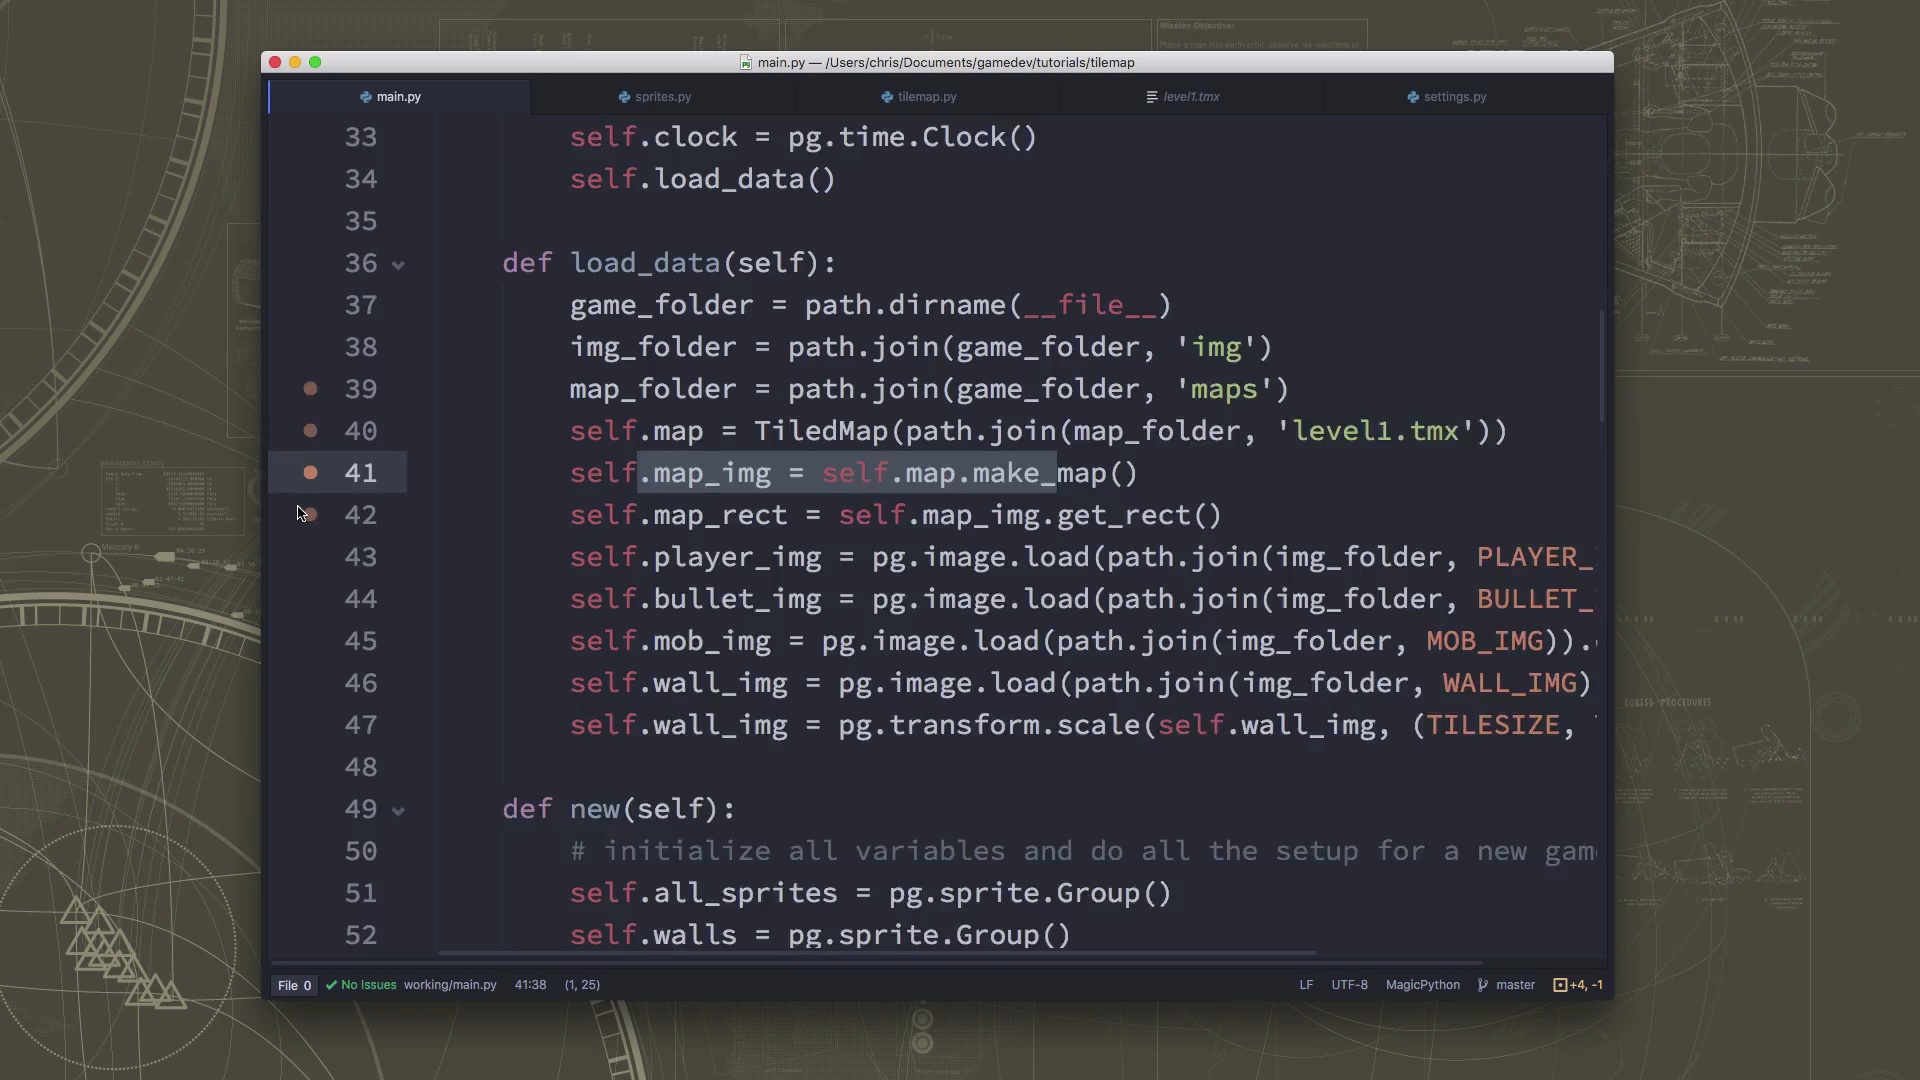 Mission Objective:
main.py — /Users/chris/Documents/gamedev/tutorials/tilemap
main.py sprites.py tilemap.py level1.tmx settings.py
33 self.clock = pg.time.Clock()
34 self.load_data()
35
36 def load_data(self):
37 game_folder = path.dirname(__file__)
38 img_folder = path.join(game_folder, 'img')
39 map_folder = path.join(game_folder, 'maps')
40 self.map = TiledMap(path.join(map_folder, 'level1.tmx'))
41 self.map_img = self.map.make_map()
42 self.map_rect = self.map_img.get_rect()
43 self.player_img = pg.image.load(path.join(img_folder, PLAYER_
44 self.bullet_img = pg.image.load(path.join(img_folder, BULLET_
45 self.mob_img = pg.image.load(path.join(img_folder, MOB_IMG)).
46 self.wall_img = pg.image.load(path.join(img_folder, WALL_IMG)
47 self.wall_img = pg.transform.scale(self.wall_img, (TILESIZE,
48
49 def new(self):
50 # initialize all variables and do all the setup for a new gam
51 self.all_sprites = pg.sprite.Group()
52 self.walls = pg.sprite.Group()
File 0 No Issues working/main.py 41:38 (1, 25) LF UTF-8 MagicPython master +4, -1
Mercury 6
EGRESS PROCEDURES